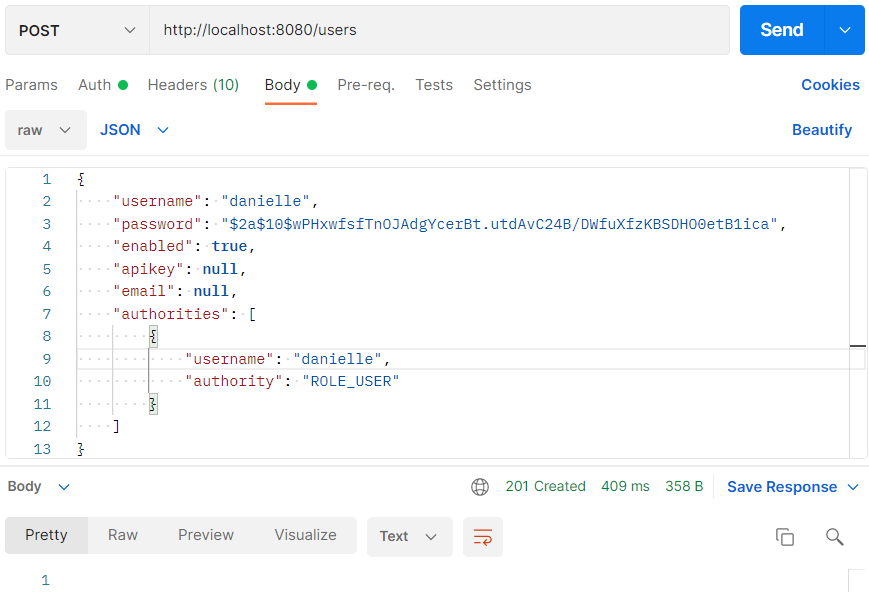 POST http://localhost:8080/users Send
Params Auth Headers (10) Body Pre-req. Tests Settings Cookies
raw JSON Beautify
1 {
2 "username": "danielle",
3 "password": "$2a$10$wPHxwfsfTnOJAdgYcerBt.utdAvC24B/DWfuXfzKBSDHO0etB1ica",
4 "enabled": true,
5 "apikey": null,
6 "email": null,
7 "authorities": [
8 {
9 "username": "danielle",
10 "authority": "ROLE_USER"
11 }
12 ]
13 }
Body 201 Created 409 ms 358 B Save Response
Pretty Raw Preview Visualize Text
1